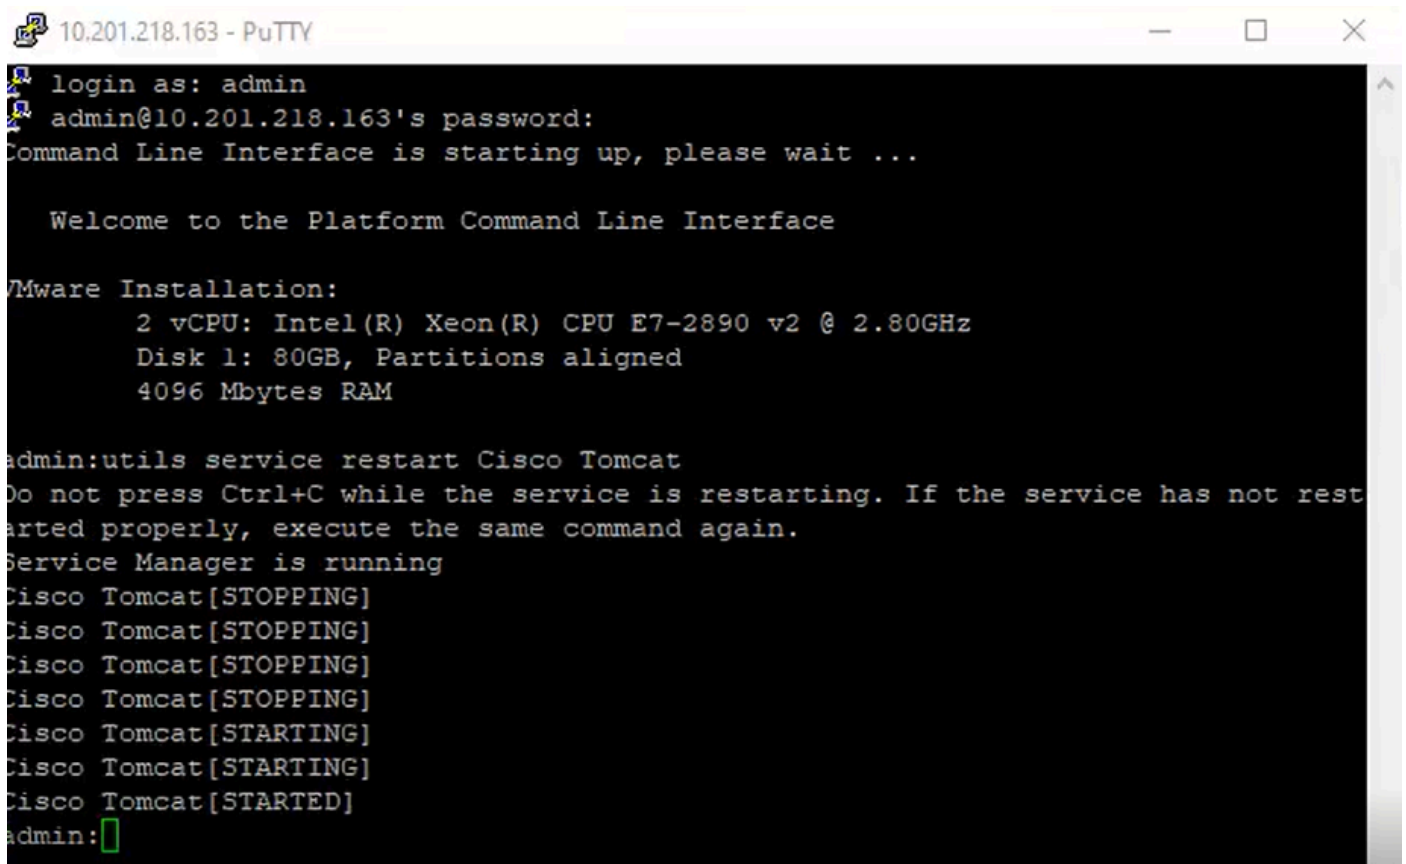 10.201.218.163 - PuTTY
login as: admin
admin@10.201.218.163's password:
Command Line Interface is starting up, please wait ...
Welcome to the Platform Command Line Interface
VMware Installation:
2 vCPU: Intel(R) Xeon(R) CPU E7-2890 v2 @ 2.80GHz
Disk 1: 80GB, Partitions aligned
4096 Mbytes RAM
admin:utils service restart Cisco Tomcat
Do not press Ctrl+C while the service is restarting. If the service has not rest
arted properly, execute the same command again.
Service Manager is running
Cisco Tomcat[STOPPING]
Cisco Tomcat[STOPPING]
Cisco Tomcat[STOPPING]
Cisco Tomcat[STOPPING]
Cisco Tomcat[STARTING]
Cisco Tomcat[STARTING]
Cisco Tomcat[STARTED]
admin: